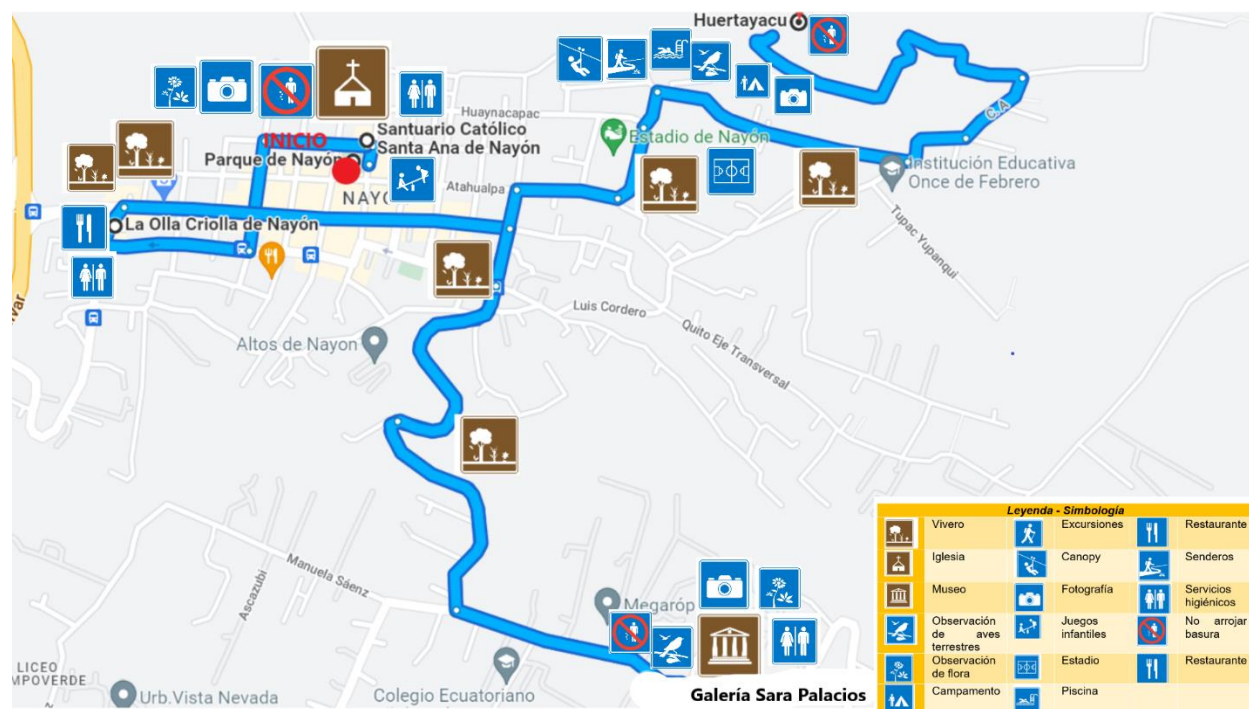 Huertayacu
C.A
Huaynacapac
Santuario Católico
Santa Ana de Nayón
INICIO
Parque de Nayón
Estadio de Nayón
Institución Educativa
Once de Febrero
Atahualpa
La Olla Criolla de Nayón
Tupac Yupanqui
Luis Cordero
Quito Eje Transversal
Altos de Nayon
Manuela Sáenz
Ascazubi
Megaróp
LICEO
MPOVERDE
Urb.Vista Nevada
Colegio Ecuatoriano
Galería Sara Palacios
Leyenda - Simbología
Vivero
Excursiones
Restaurante
Iglesia
Canopy
Senderos
Museo
Fotografía
Servicios
higiénicos
Observación
de aves
terrestres
Juegos
infantiles
No arrojar
basura
Observación
de flora
Estadio
Restaurante
Campamento
Piscina